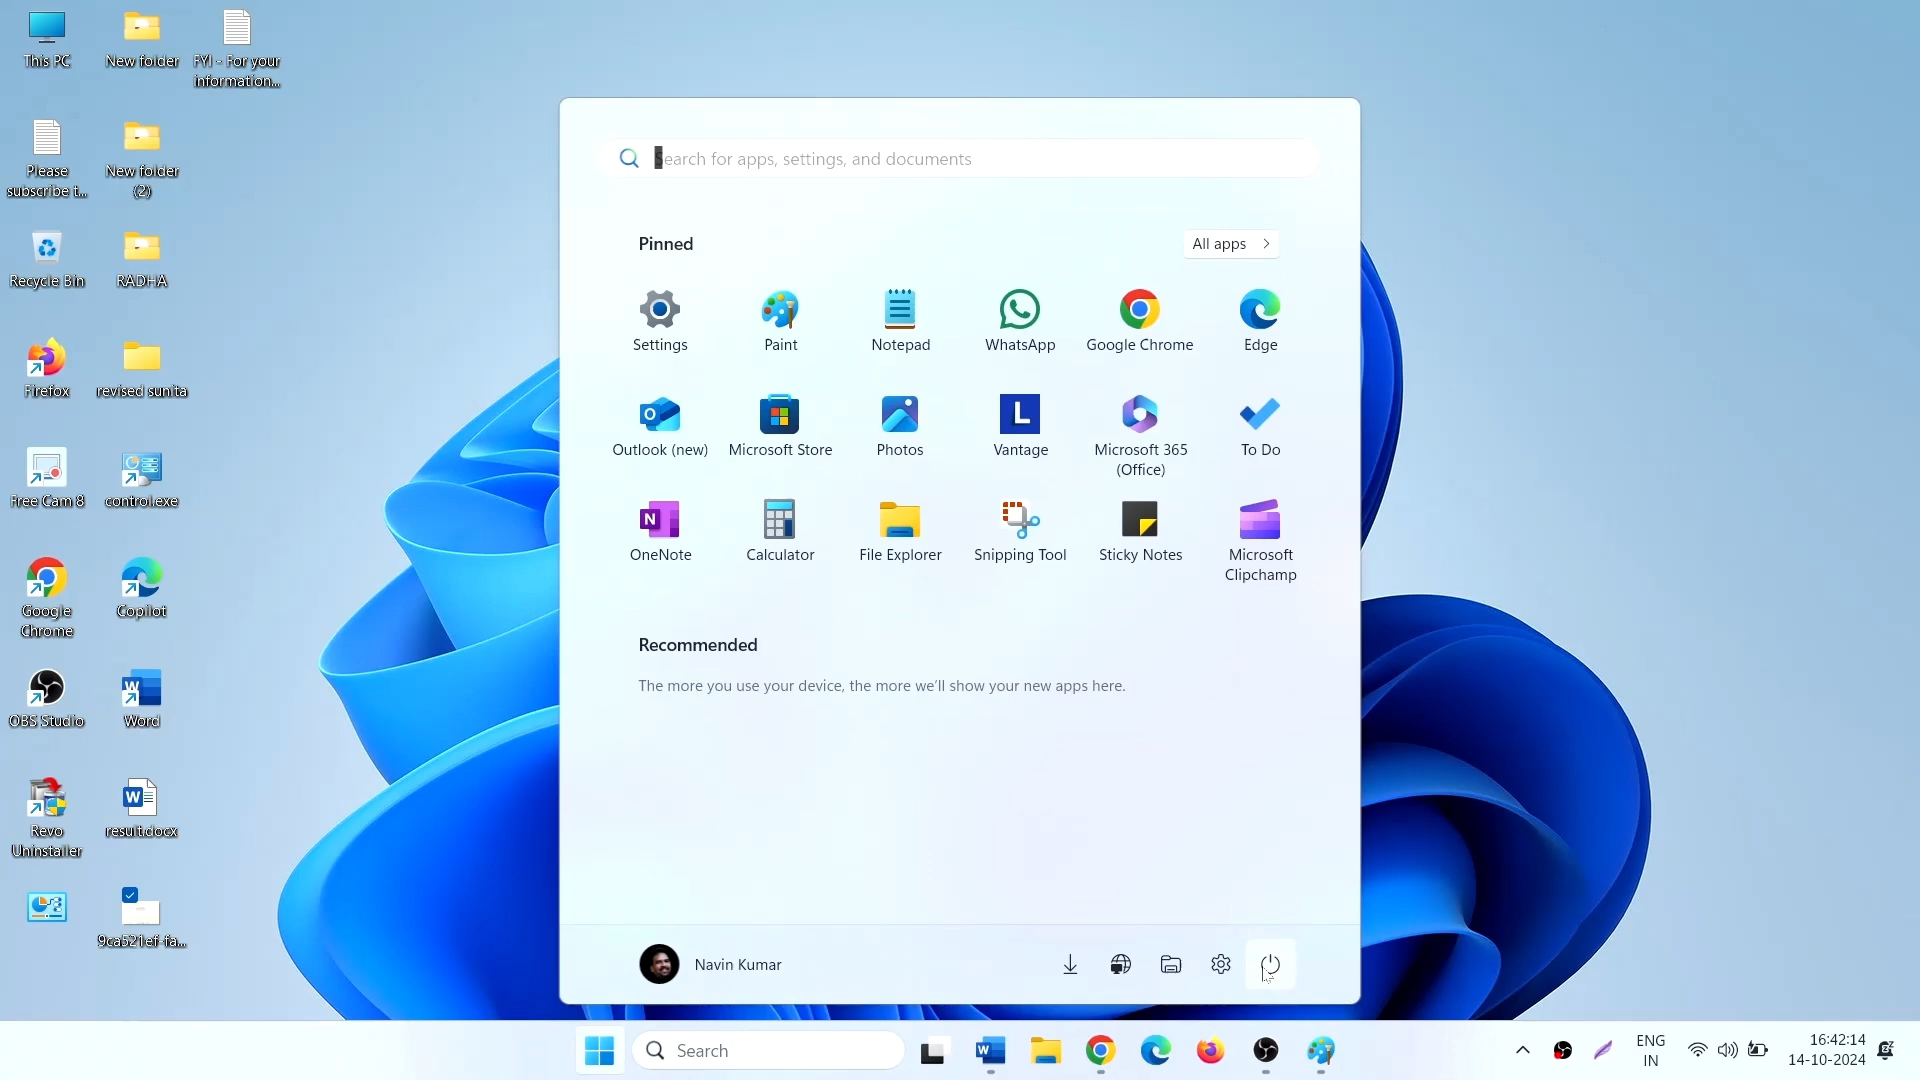 This PC
New folder
FYI - For your
information...
Please
subscribe t...
New folder
(2)
Recycle Bin
RADHA
Firefox
revised sunita
Free Cam 8
control.exe
Google
Chrome
Copilot
OBS Studio
Word
Revo
Uninstaller
result.docx
9ca521ef-fa...
Search for apps, settings, and documents
Pinned
All apps
Settings
Paint
Notepad
WhatsApp
Google Chrome
Edge
Outlook (new)
Microsoft Store
Photos
Vantage
Microsoft 365
(Office)
To Do
OneNote
Calculator
File Explorer
Snipping Tool
Sticky Notes
Microsoft
Clipchamp
Recommended
The more you use your device, the more we'll show your new apps here.
Navin Kumar
Search
ENG
IN
16:42:14
14-10-2024